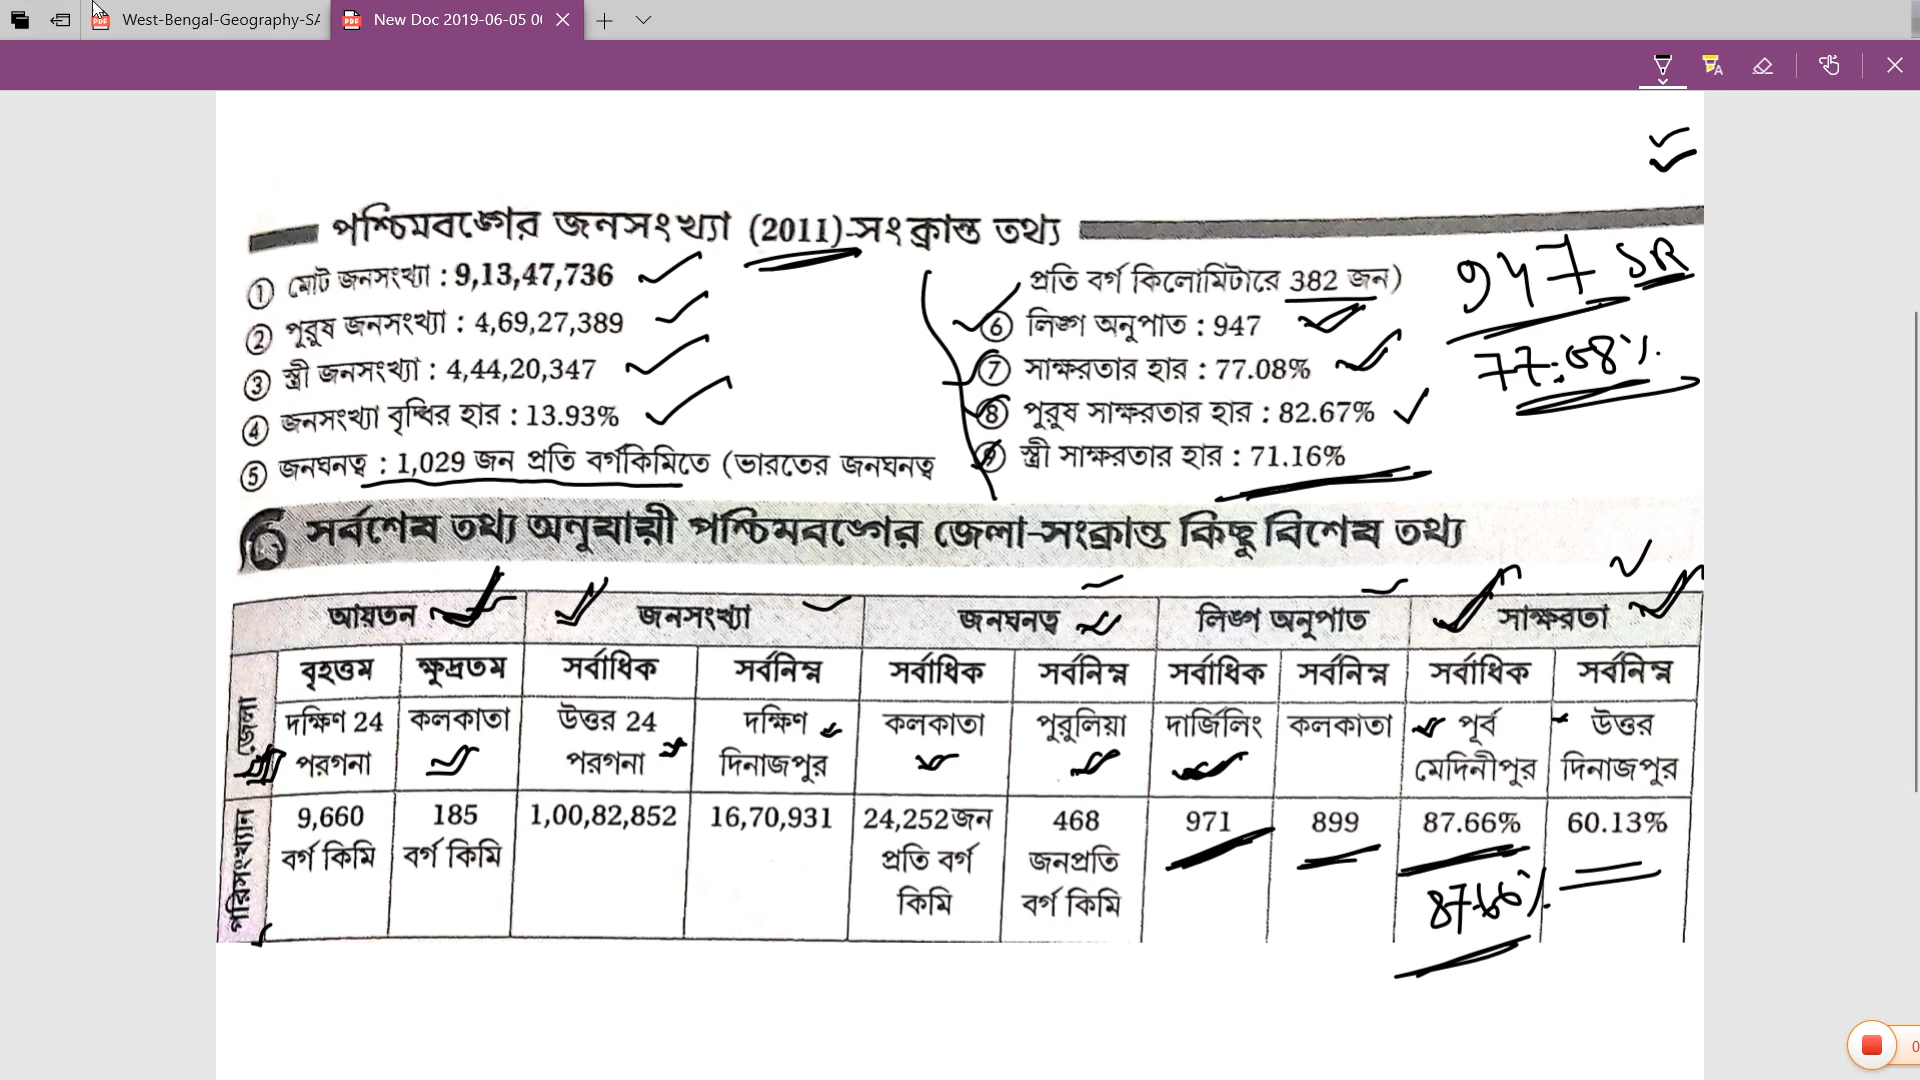 West-Bengal-Geography-SA
New Doc 2019-06-05 0
পশ্চিমবঙ্গের জনসংখ্যা (2011)-সংক্রান্ত তথ্য
① মোট জনসংখ্যা : 9,13,47,736
② পুরুষ জনসংখ্যা : 4,69,27,389
③ স্ত্রী জনসংখ্যা : 4,44,20,347
④ জনসংখ্যা বৃদ্ধির হার : 13.93%
⑤ জনঘনত্ব : 1,029 জন প্রতি বর্গকিমিতে (ভারতের জনঘনত্ব
প্রতি বর্গ কিলোমিটারে 382 জন)
⑥ লিঙ্গ অনুপাত : 947
⑦ সাক্ষরতার হার : 77.08%
⑧ পুরুষ সাক্ষরতার হার : 82.67%
⑨ স্ত্রী সাক্ষরতার হার : 71.16%
947 SR
77.08%
সর্বশেষ তথ্য অনুযায়ী পশ্চিমবঙ্গের জেলা-সংক্রান্ত কিছু বিশেষ তথ্য
আয়তন জনসংখ্যা জনঘনত্ব লিঙ্গ অনুপাত সাক্ষরতা
বৃহত্তম ক্ষুদ্রতম সর্বাধিক সর্বনিম্ন সর্বাধিক সর্বনিম্ন সর্বাধিক সর্বনিম্ন সর্বাধিক সর্বনিম্ন
জেলা
দক্ষিণ 24 কলকাতা উত্তর 24 দক্ষিণ কলকাতা পুরুলিয়া দার্জিলিং কলকাতা পূর্ব উত্তর
পরগনা পরগনা দিনাজপুর মেদিনীপুর দিনাজপুর
পরিসংখ্যান
9,660 185 1,00,82,852 16,70,931 24,252জন 468 971 899 87.66% 60.13%
বর্গ কিমি বর্গ কিমি প্রতি বর্গ জনপ্রতি
কিমি বর্গ কিমি
87.66%